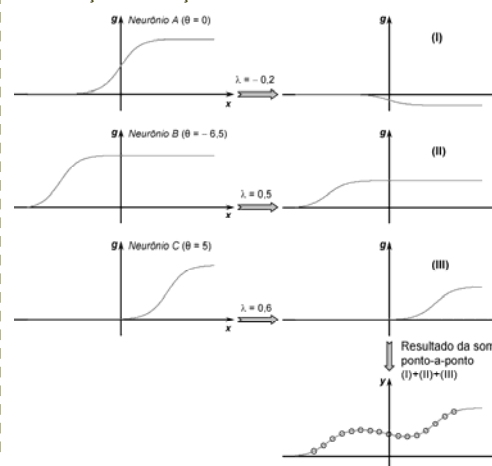 g Neurônio A (θ = 0)
g
(I)
λ = − 0,2
x
g Neurônio B (θ = − 6,5)
g
(II)
λ = 0,5
x
g Neurônio C (θ = 5)
g
(III)
λ = 0,6
x
Resultado da som
ponto-a-ponto
(I)+(II)+(III)
y